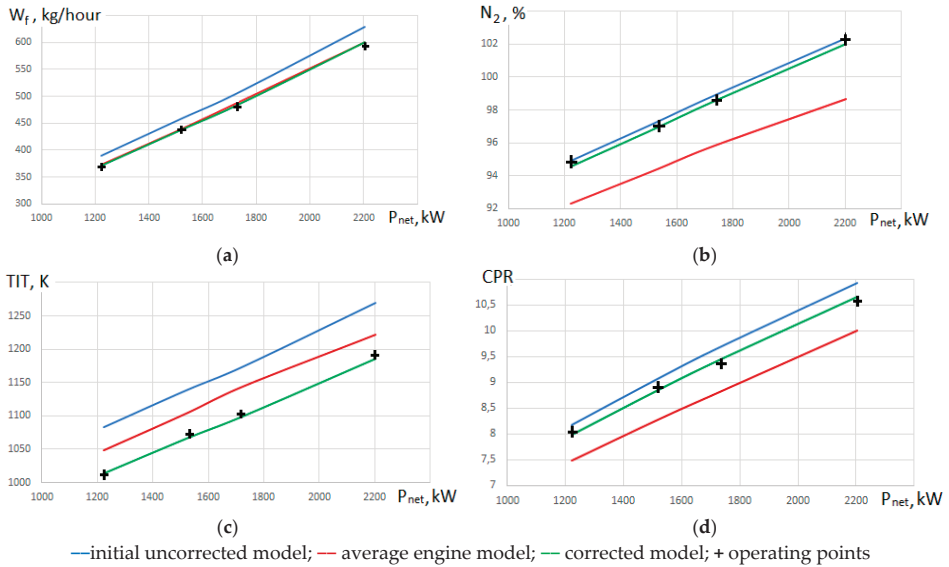 W_f , kg/hour
600
550
500
450
400
350
300
1000 1200 1400 1600 1800 2000 2200 P_net, kW
(a)
N_2, %
102
100
98
96
94
92
1000 1200 1400 1600 1800 2000 2200 P_net, kW
(b)
TIT, K
1250
1200
1150
1100
1050
1000
1000 1200 1400 1600 1800 2000 2200 P_net, kW
(c)
CPR
10,5
10
9,5
9
8,5
8
7,5
7
1000 1200 1400 1600 1800 2000 2200 P_net, kW
(d)
—initial uncorrected model; — average engine model; — corrected model; + operating points